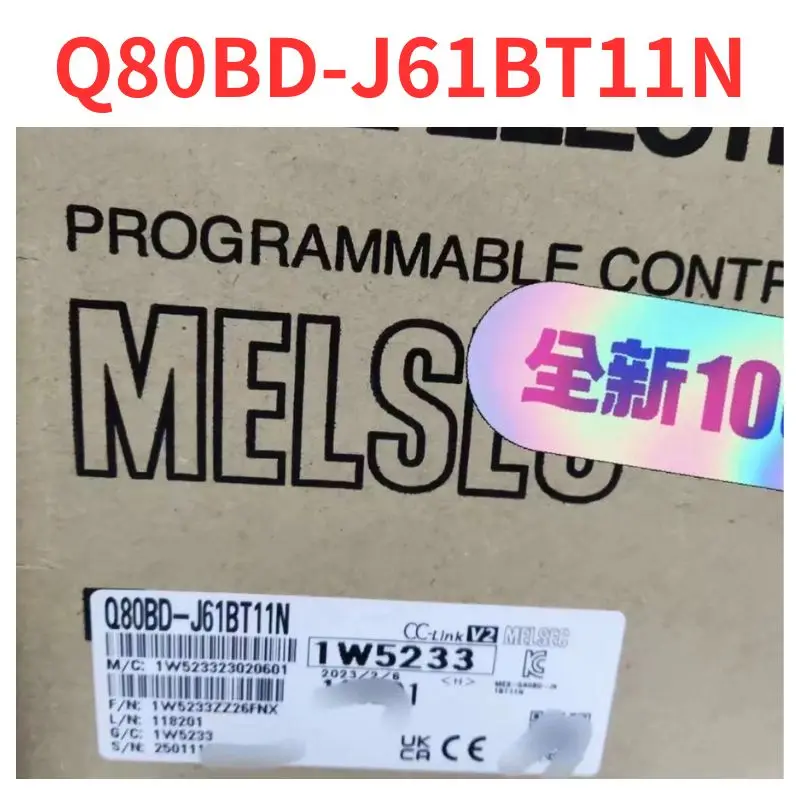 Q80BD-J61BT11N
PROGRAMMABLE
MELSEC
全新10
Q80BD-J61BT11N
CC-Link V2 MELSEC
M/C: 1W523323020601
1W5233
2023/2/6 <H>
F/N: 1W5233ZZ26FNX
L/N: 118201
G/C: 1W5233
S/N: 250111
UK
CA CE